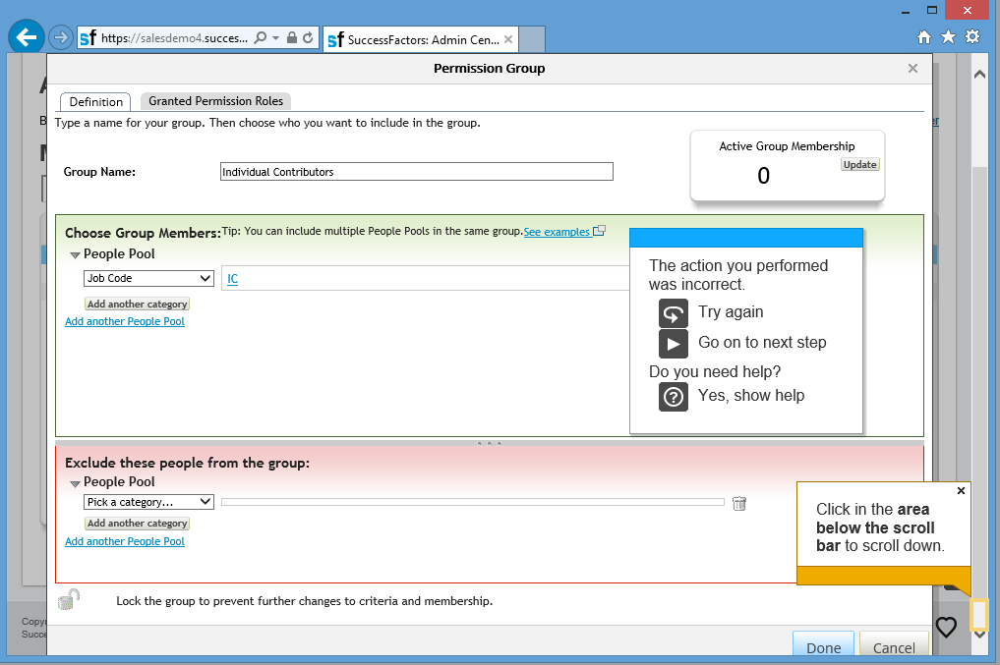 sf https://salesdemo4.succes...
sf SuccessFactors: Admin Cen...
Permission Group
Definition
Granted Permission Roles
Type a name for your group. Then choose who you want to include in the group.
Active Group Membership
Update
0
Group Name:
Individual Contributors
Choose Group Members:
Tip: You can include multiple People Pools in the same group.
See examples
People Pool
Job Code
IC
Add another category
Add another People Pool
The action you performed
was incorrect.
Try again
Go on to next step
Do you need help?
Yes, show help
Exclude these people from the group:
People Pool
Pick a category...
Add another category
Add another People Pool
Click in the area
below the scroll
bar to scroll down.
Lock the group to prevent further changes to criteria and membership.
Copy
Succe
Done
Cancel